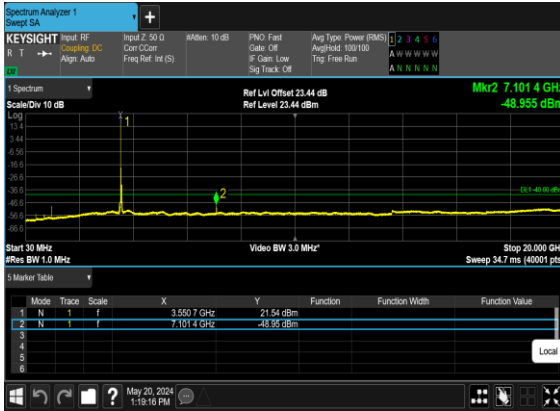 Spectrum Analyzer 1
Swept SA
+
KEYSIGHT Input: RF Input Z: 50 Ω #Atten: 10 dB PNO: Fast Avg Type: Power (RMS) 1 2 3 4 5 6
R T Coupling: DC Corr CCorr Gate: Off Avg|Hold: 100/100 A W W W W W
Align: Auto Freq Ref: Int (S) IF Gain: Low Trig: Free Run
Sig Track: Off A N N N N N
1 Spectrum Ref Lvl Offset 23.44 dB Mkr2 7.101 4 GHz
Scale/Div 10 dB Ref Level 23.44 dBm -48.955 dBm
Log
13.4
3.44
-6.56
-16.6
-26.6
-36.6
-46.6
-56.6
-66.6
1
2
DL1 -40.00 dBm
Start 30 MHz Video BW 3.0 MHz* Stop 20.000 GHz
#Res BW 1.0 MHz Sweep 34.7 ms (40001 pts)
5 Marker Table
Mode Trace Scale X Y Function Function Width Function Value
1 N 1 f 3.550 7 GHz 21.54 dBm
2 N 1 f 7.101 4 GHz -48.95 dBm
3
4
5
6
Local
? May 20, 2024
1:19:16 PM